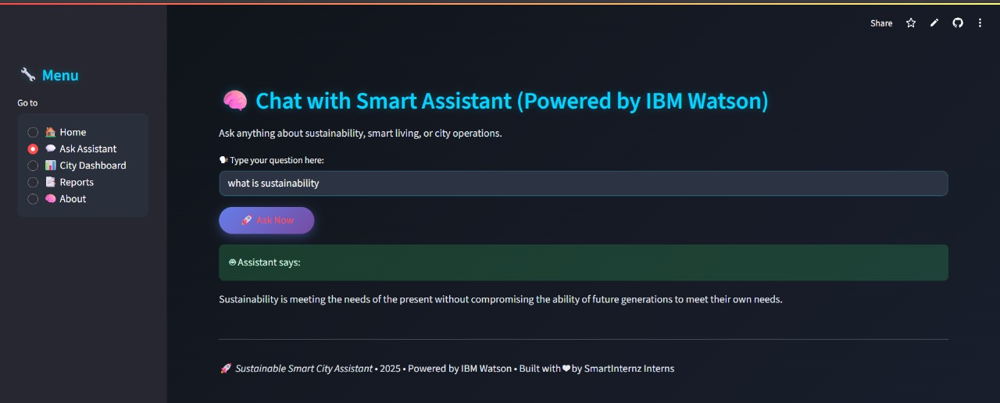 Share
Menu
Go to
Home
Ask Assistant
City Dashboard
Reports
About
Chat with Smart Assistant (Powered by IBM Watson)
Ask anything about sustainability, smart living, or city operations.
Type your question here:
what is sustainability
Ask Now
Assistant says:
Sustainability is meeting the needs of the present without compromising the ability of future generations to meet their own needs.
Sustainable Smart City Assistant • 2025 • Powered by IBM Watson • Built with ❤ by SmartInternz Interns